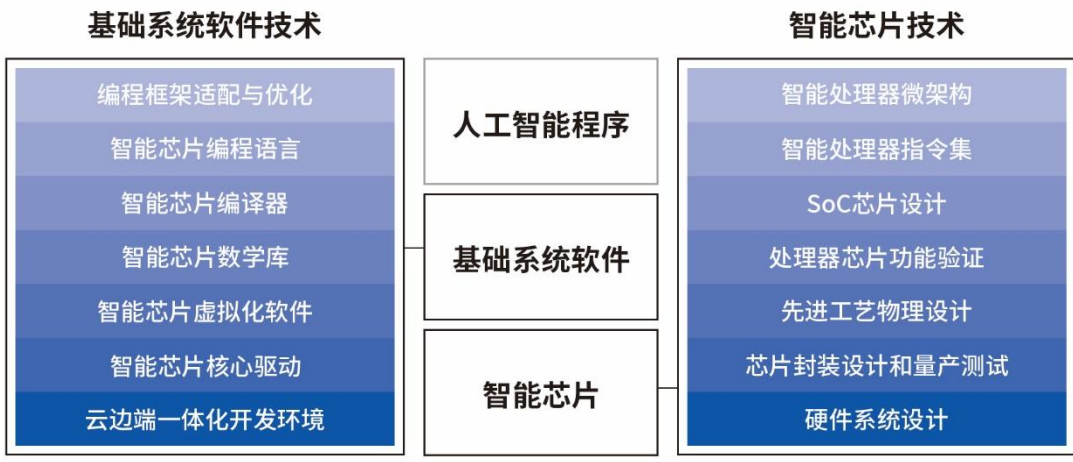 基础系统软件技术
编程框架适配与优化
智能芯片编程语言
智能芯片编译器
智能芯片数学库
智能芯片虚拟化软件
智能芯片核心驱动
云边端一体化开发环境
人工智能程序
基础系统软件
智能芯片
智能芯片技术
智能处理器微架构
智能处理器指令集
SoC芯片设计
处理器芯片功能验证
先进工艺物理设计
芯片封装设计和量产测试
硬件系统设计